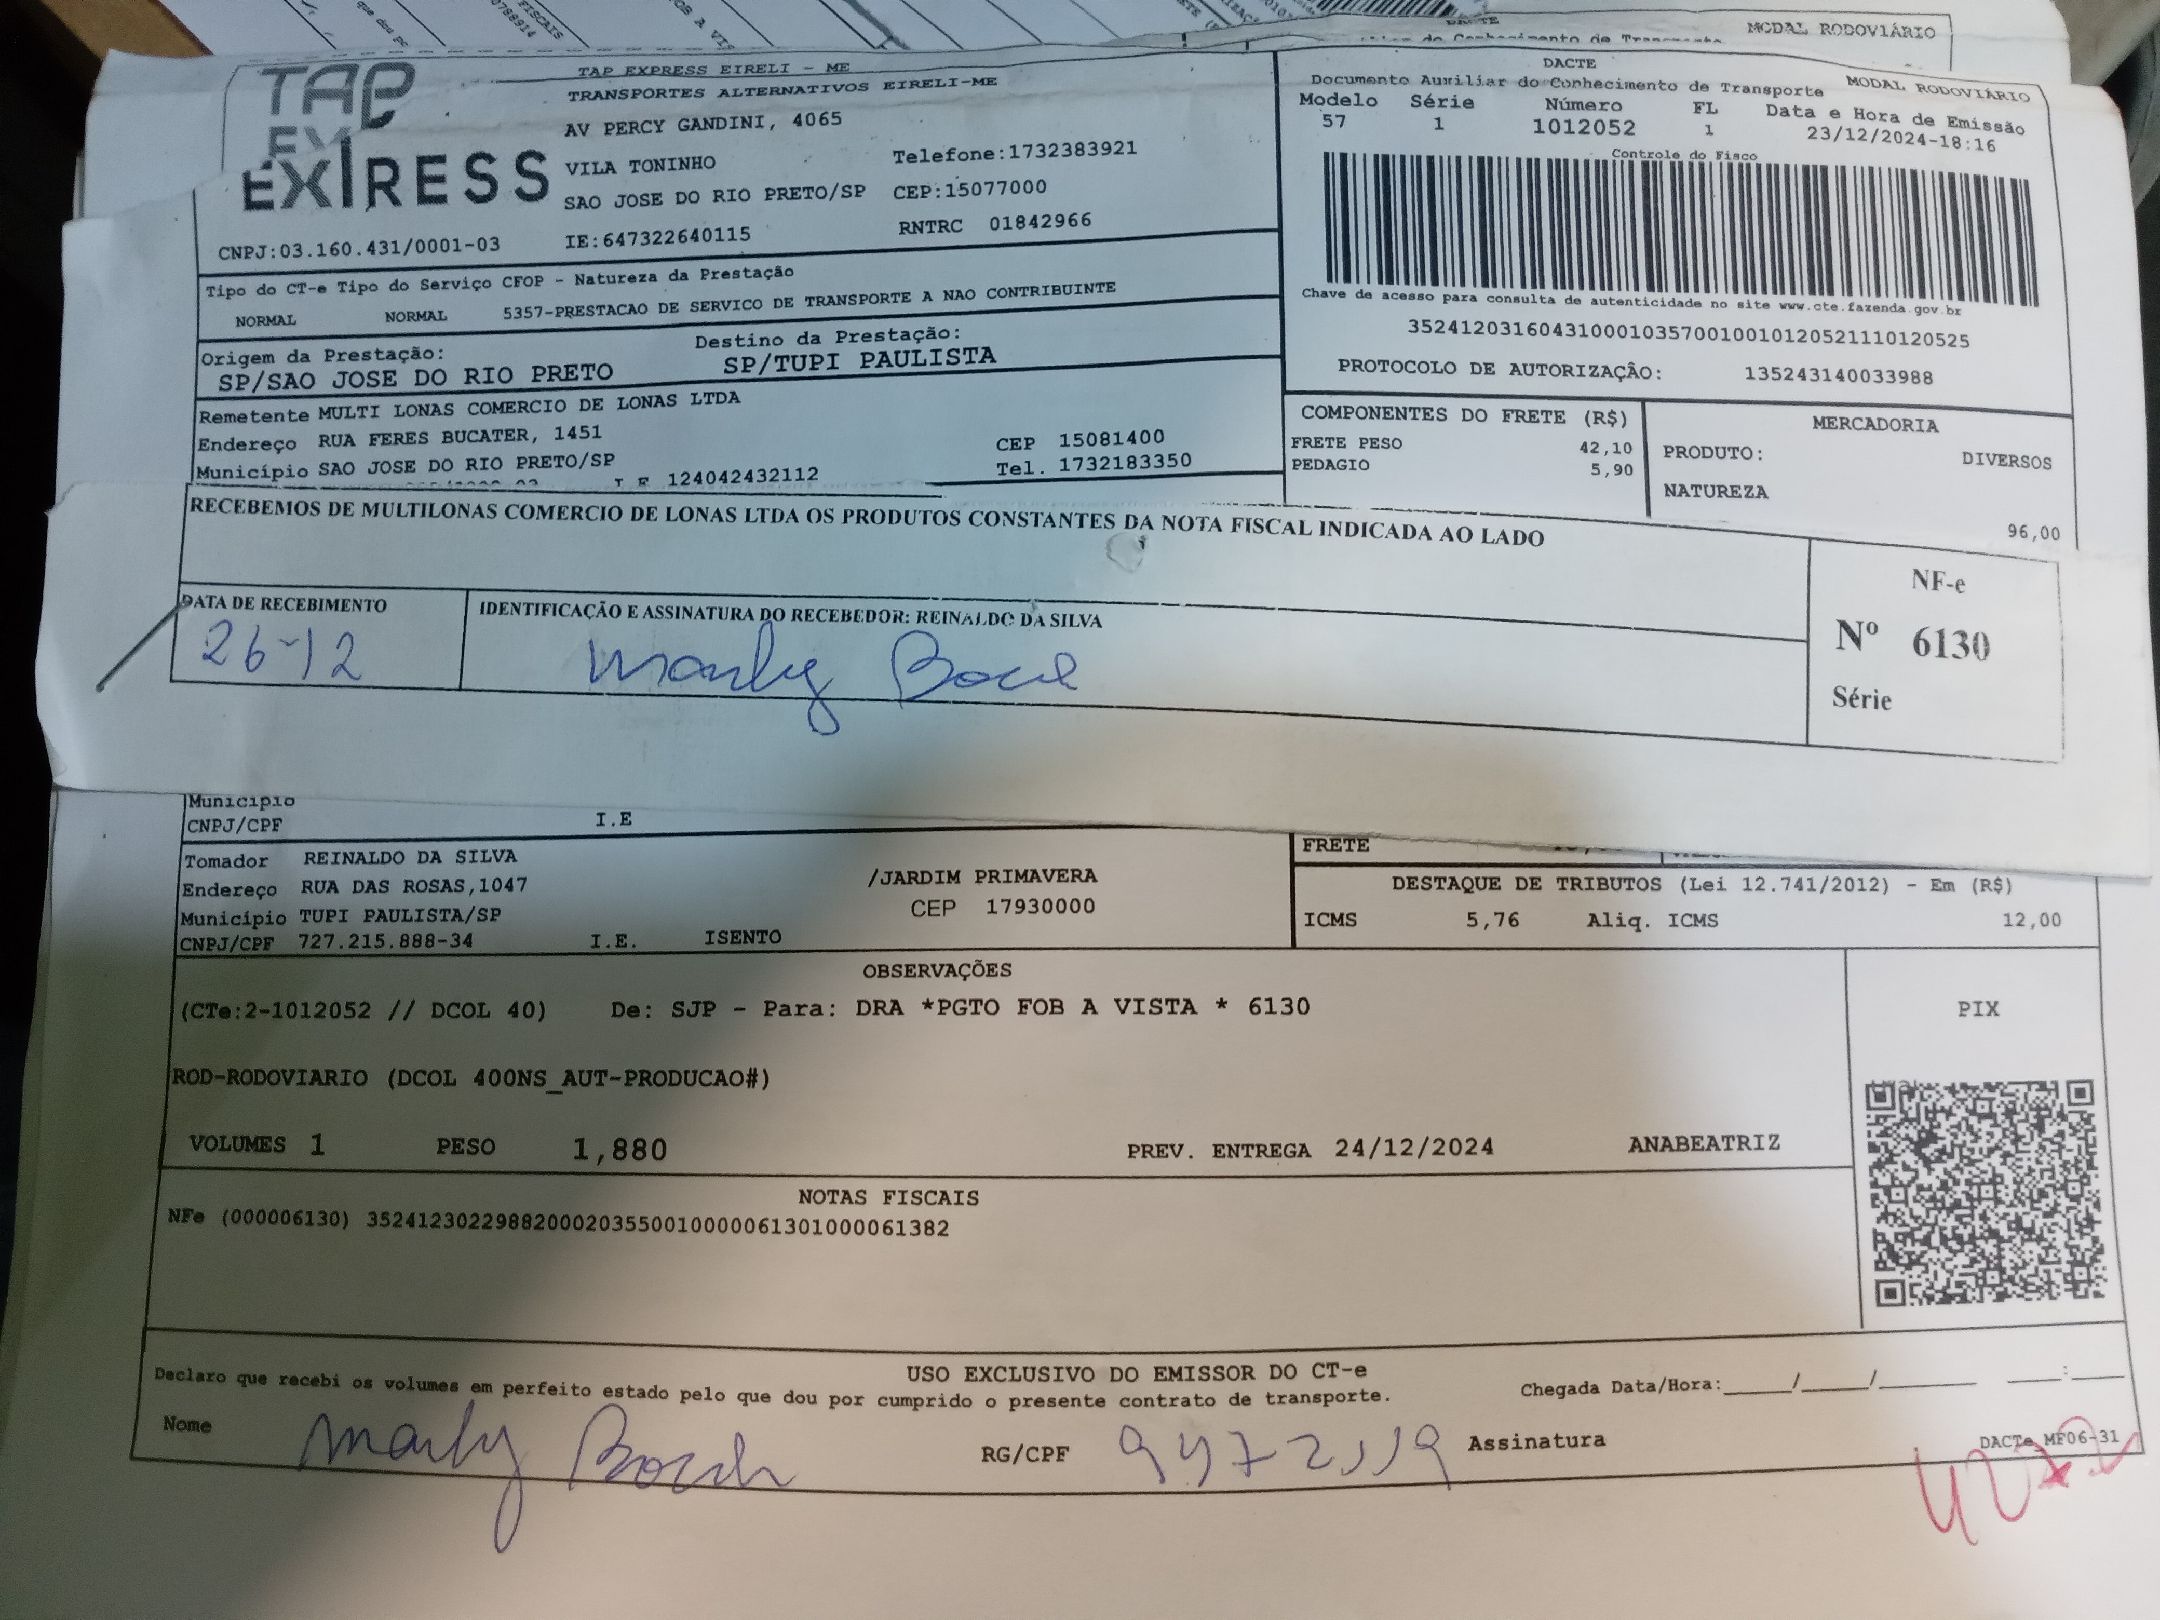 DACTE
MODAL RODOVIÁRIO
TAP
EXPRESS
TAP EXPRESS EIRELI - ME
TRANSPORTES ALTERNATIVOS EIRELI-ME
AV PERCY GANDINI, 4065
VILA TONINHO Telefone:1732383921
SAO JOSE DO RIO PRETO/SP CEP:15077000
CNPJ:03.160.431/0001-03 IE:647322640115 RNTRC 01842966
DACTE
Documento Auxiliar do Conhecimento de Transporte MODAL RODOVIÁRIO
Modelo Série Número FL Data e Hora de Emissão
57 1 1012052 1 23/12/2024-18:16
Controle do Fisco
Chave de acesso para consulta de autenticidade no site www.cte.fazenda.gov.br
35241203160431000103570010010120521110120525
PROTOCOLO DE AUTORIZAÇÃO: 135243140033988
Tipo do CT-e Tipo do Serviço CFOP - Natureza da Prestação
NORMAL NORMAL 5357-PRESTACAO DE SERVICO DE TRANSPORTE A NAO CONTRIBUINTE
Origem da Prestação: Destino da Prestação:
SP/SAO JOSE DO RIO PRETO SP/TUPI PAULISTA
Remetente MULTI LONAS COMERCIO DE LONAS LTDA
Endereço RUA FERES BUCATER, 1451 CEP 15081400
Município SAO JOSE DO RIO PRETO/SP Tel. 1732183350
I E 124042432112
COMPONENTES DO FRETE (R$)
FRETE PESO 42,10
PEDAGIO 5,90
MERCADORIA
PRODUTO: DIVERSOS
NATUREZA
96,00
RECEBEMOS DE MULTILONAS COMERCIO DE LONAS LTDA OS PRODUTOS CONSTANTES DA NOTA FISCAL INDICADA AO LADO
DATA DE RECEBIMENTO IDENTIFICAÇÃO E ASSINATURA DO RECEBEDOR: REINALDO DA SILVA
26-12 Marly
NF-e
Nº 6130
Série
Município
CNPJ/CPF I.E
Tomador REINALDO DA SILVA
Endereço RUA DAS ROSAS,1047 /JARDIM PRIMAVERA
Município TUPI PAULISTA/SP CEP 17930000
CNPJ/CPF 727.215.888-34 I.E. ISENTO
FRETE
DESTAQUE DE TRIBUTOS (Lei 12.741/2012) - Em (R$)
ICMS 5,76 Aliq. ICMS 12,00
OBSERVAÇÕES
(CTe:2-1012052 // DCOL 40) De: SJP - Para: DRA *PGTO FOB A VISTA * 6130
ROD-RODOVIARIO (DCOL 400NS_AUT-PRODUCAO#)
VOLUMES 1 PESO 1,880 PREV. ENTREGA 24/12/2024 ANABEATRIZ
PIX
NOTAS FISCAIS
NFe (000006130) 35241230229882000203550010000061301000061382
USO EXCLUSIVO DO EMISSOR DO CT-e
Declaro que recebi os volumes em perfeito estado pelo que dou por cumprido o presente contrato de transporte.
Chegada Data/Hora:_____/_____/_______ ____:____
Nome Marly RG/CPF Assinatura
DACTe_MF06-31